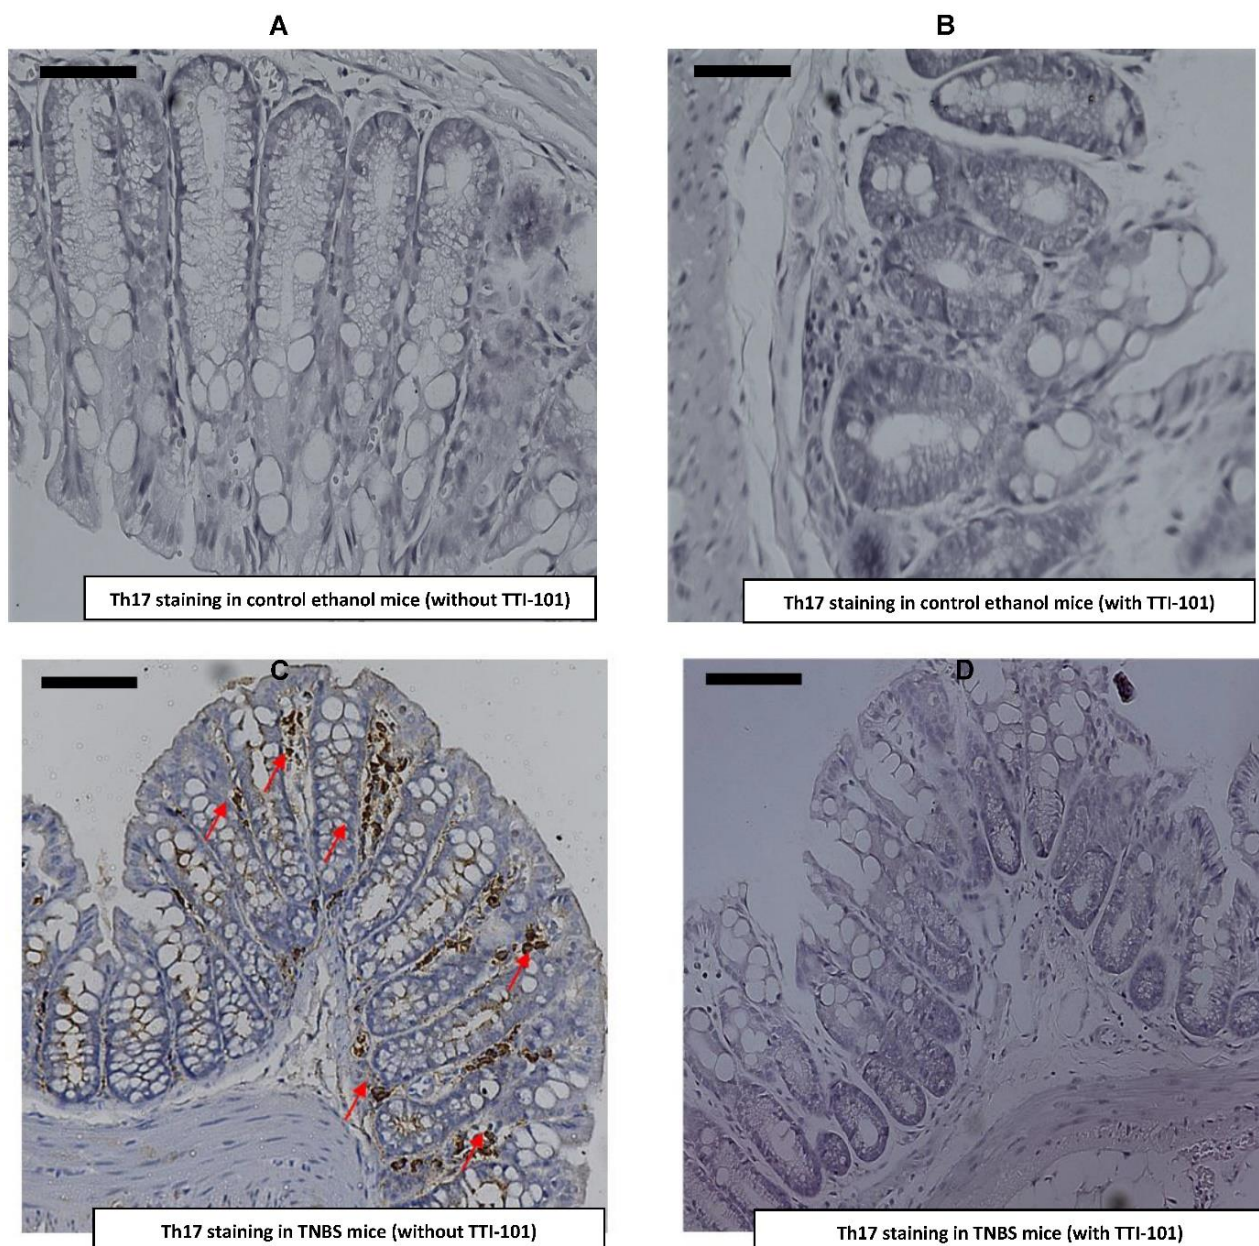 A
B
Th17 staining in control ethanol mice (without TTI-101)
Th17 staining in control ethanol mice (with TTI-101)
C
D
Th17 staining in TNBS mice (without TTI-101)
Th17 staining in TNBS mice (with TTI-101)